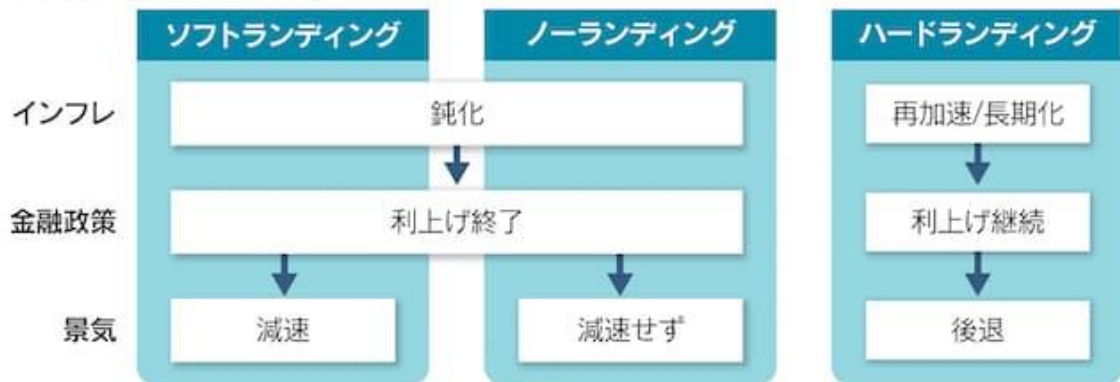 ソフトランディング
ノーランディング
ハードランディング
インフレ
鈍化
再加速/長期化
金融政策
利上げ終了
利上げ継続
景気
減速
減速せず
後退